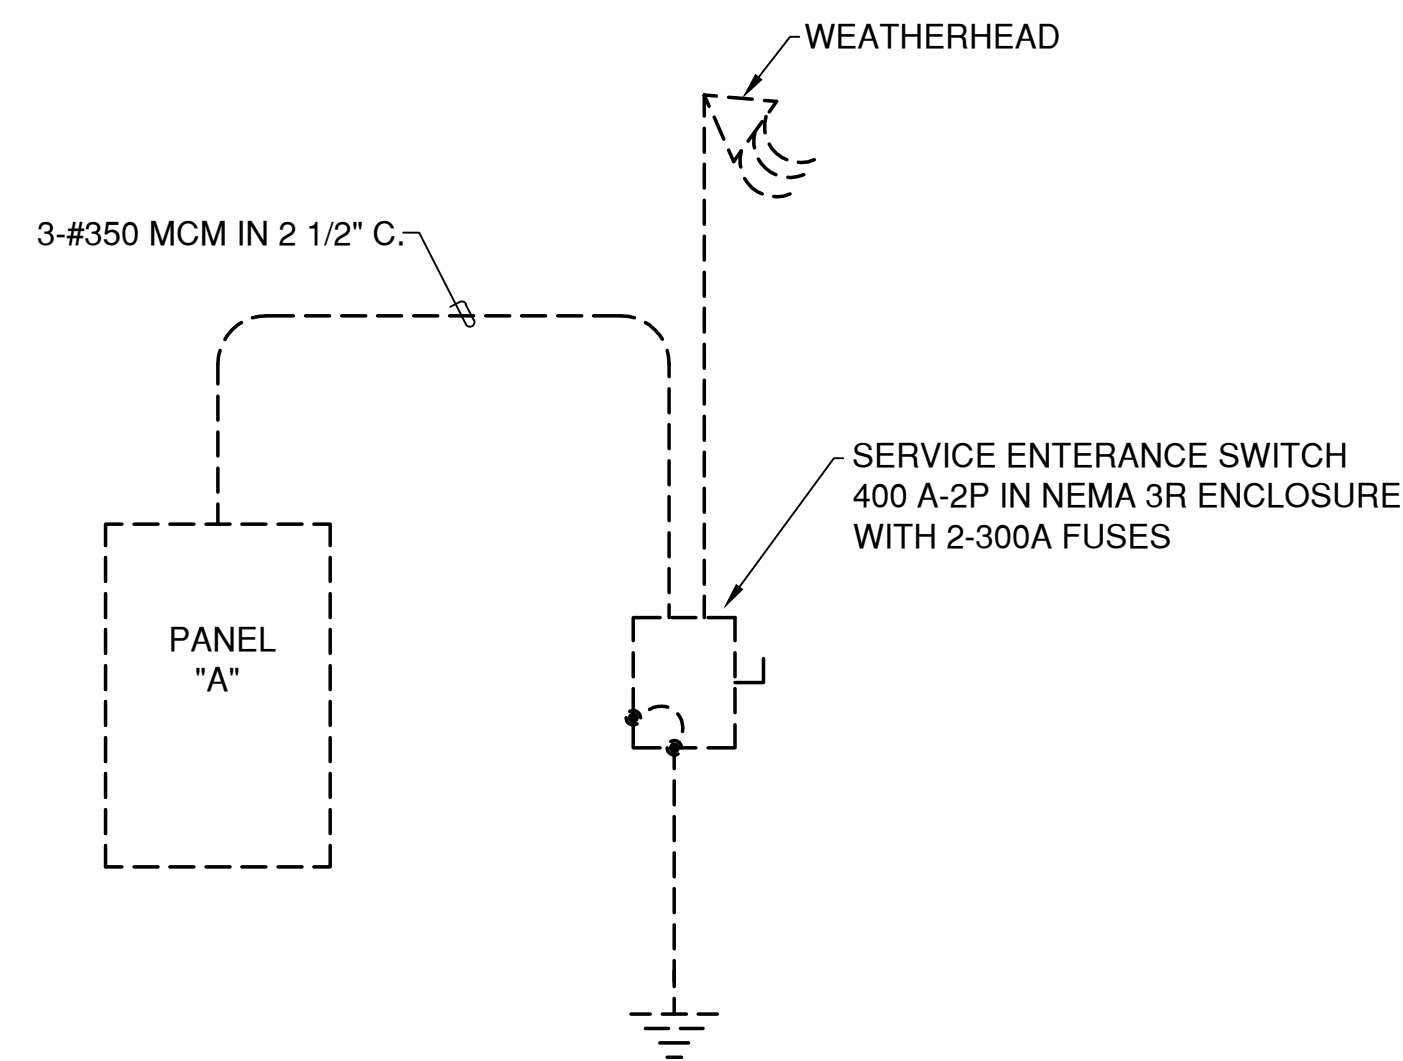 WEATHERHEAD
3-#350 MCM IN 2 1/2" C.
SERVICE ENTERANCE SWITCH
400 A-2P IN NEMA 3R ENCLOSURE
WITH 2-300A FUSES
PANEL
"A"